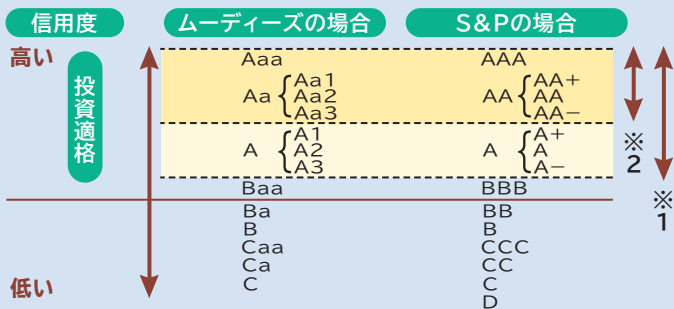 信用度 ムーディーズの場合 S&Pの場合
高い
投資適格
Aaa AAA
Aa { Aa1 AA { AA+
Aa2 AA
Aa3 AA−
A { A1 A { A+
A2 A
A3 A−
※2
※1
Baa BBB
Ba BB
B B
Caa CCC
Ca CC
C C
D
低い